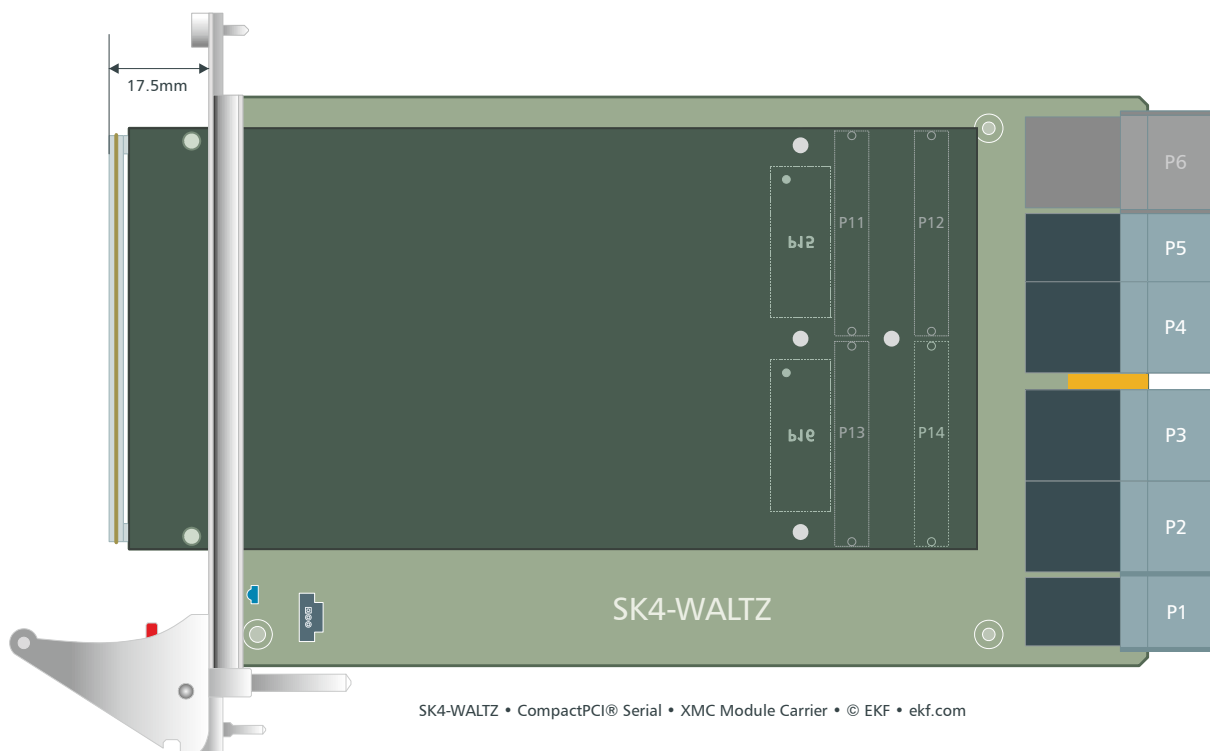 17.5mm
P6
P11
P12
P15
P5
P4
P16
P13
P14
P3
P2
SK4-WALTZ
P1
SK4-WALTZ • CompactPCI® Serial • XMC Module Carrier • © EKF • ekf.com